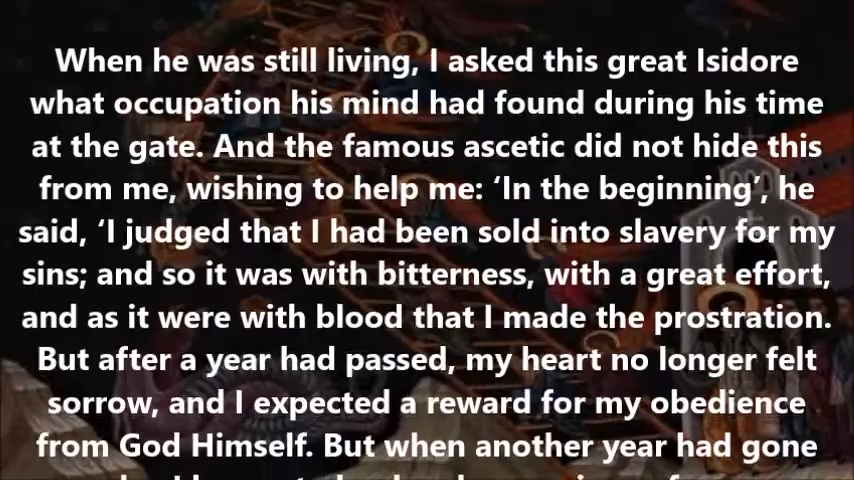 When he was still living, I asked this great Isidore
what occupation his mind had found during his time
at the gate. And the famous ascetic did not hide this
from me, wishing to help me: ‘In the beginning’, he
said, ‘I judged that I had been sold into slavery for my
sins; and so it was with bitterness, with a great effort,
and as it were with blood that I made the prostration.
But after a year had passed, my heart no longer felt
sorrow, and I expected a reward for my obedience
from God Himself. But when another year had gone